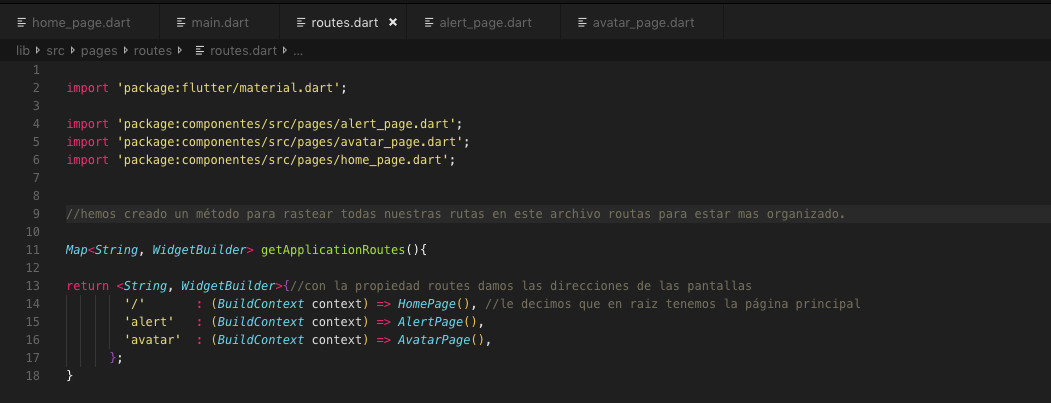 home_page.dart main.dart routes.dart × alert_page.dart avatar_page.dart
lib src pages routes routes.dart ...
1
2 import 'package:flutter/material.dart';
3
4 import 'package:componentes/src/pages/alert_page.dart';
5 import 'package:componentes/src/pages/avatar_page.dart';
6 import 'package:componentes/src/pages/home_page.dart';
7
8
9 //hemos creado un método para rastear todas nuestras rutas en este archivo routas para estar mas organizado.
10
11 Map<String, WidgetBuilder> getApplicationRoutes(){
12
13 return <String, WidgetBuilder>{//con la propiedad routes damos las direcciones de las pantallas
14 '/' : (BuildContext context) => HomePage(), //le decimos que en raiz tenemos la página principal
15 'alert' : (BuildContext context) => AlertPage(),
16 'avatar' : (BuildContext context) => AvatarPage(),
17 };
18 }